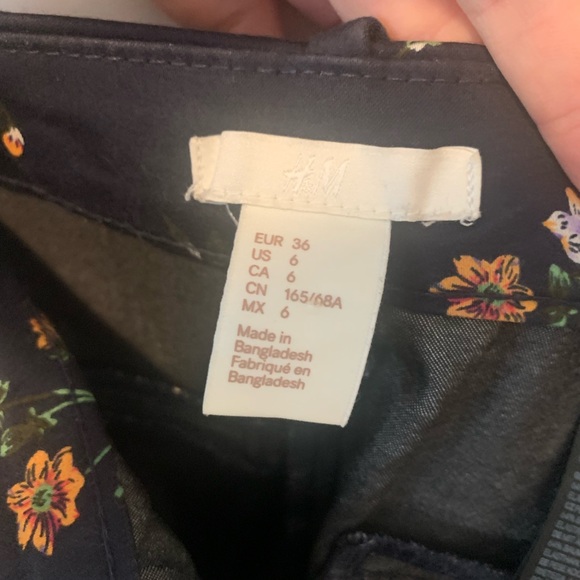 H&M
EUR 36
US 6
CA 6
CN 165/68A
MX 6
Made in
Bangladesh
Fabriqué en
Bangladesh